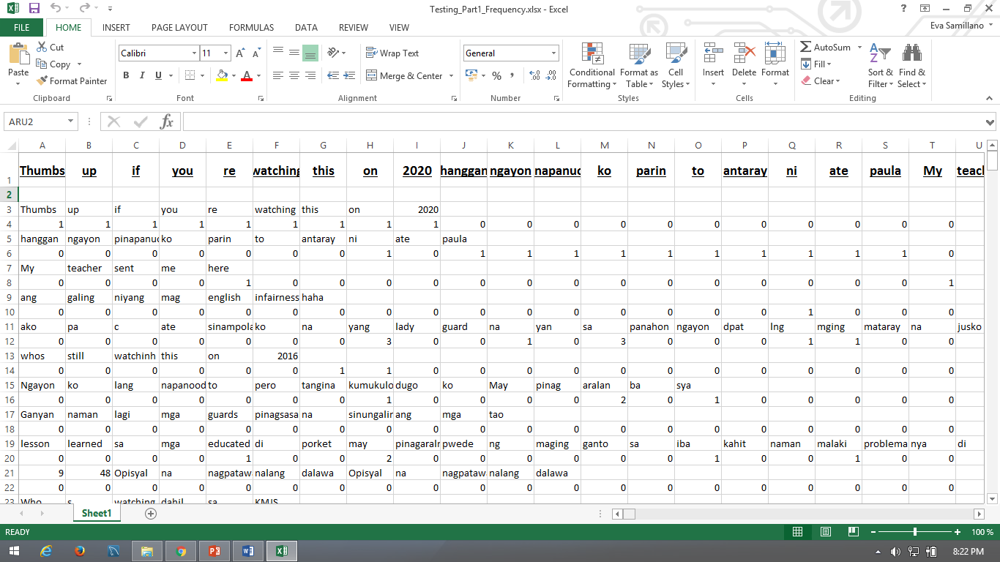 Testing_Part1_Frequency.xlsx - Excel
FILE HOME INSERT PAGE LAYOUT FORMULAS DATA REVIEW VIEW Eva Samillano
Paste Cut Copy Format Painter Clipboard
Calibri 11 B I U A Font
Wrap Text Merge & Center Alignment
General % Number
Conditional Formatting Format as Table Cell Styles Styles
Insert Delete Format Cells
AutoSum Fill Clear Sort & Filter Find & Select Editing
ARU2 fx
A B C D E F G H I J K L M N O P Q R S T U
1 Thumbs up if you re watching this on 2020 hanggan ngayon napanuo ko parin to antaray ni ate paula My teach
2
3 Thumbs up if you re watching this on 2020
4 1 1 1 1 1 1 1 1 1 0 0 0 0 0 0 0 0 0 0 0
5 hanggan ngayon pinapanuo ko parin to antaray ni ate paula
6 0 0 0 0 0 0 0 1 0 1 1 1 1 1 1 1 1 1 1 0
7 My teacher sent me here
8 0 0 0 0 1 0 0 0 0 0 0 0 0 0 0 0 0 0 0 1
9 ang galing niyang mag english infairness haha
10 0 0 0 0 0 0 0 0 0 0 0 0 0 0 0 0 1 0 0 0
11 ako pa c ate sinampola ko na yang lady guard na yan sa panahon ngayon dpat lng mging mataray na jusko
12 0 0 0 0 0 0 0 3 0 0 1 0 3 0 0 0 1 1 0 0
13 whos still watchinh this on 2016
14 0 0 0 0 0 0 1 1 0 0 0 0 0 0 0 0 0 0 0 0
15 Ngayon ko lang napanood to pero tangina kumukulo dugo ko May pinag aralan ba sya
16 0 0 0 0 0 0 0 1 0 0 0 0 2 0 1 0 0 0 0 0
17 Ganyan naman lagi mga guards pinagsasa na sinungalin ang mga tao
18 0 0 0 0 0 0 0 0 0 0 0 0 0 0 0 0 0 0 0 0
19 lesson learned sa mga educated di porket may pinagaraln pwede ng maging ganto sa iba kahit naman malaki problema nya di
20 0 0 0 0 1 0 0 2 0 0 0 0 0 0 1 0 0 1 0 0
21 9 48 Opisyal na nagpataw nalang dalawa Opisyal na nagpataw nalang dalawa
22 0 0 0 0 0 0 0 0 0 0 0 0 0 0 0 0 0 0 0 0
23 Who s watching dahil sa KMJS
Sheet1
READY 100 %
8:22 PM